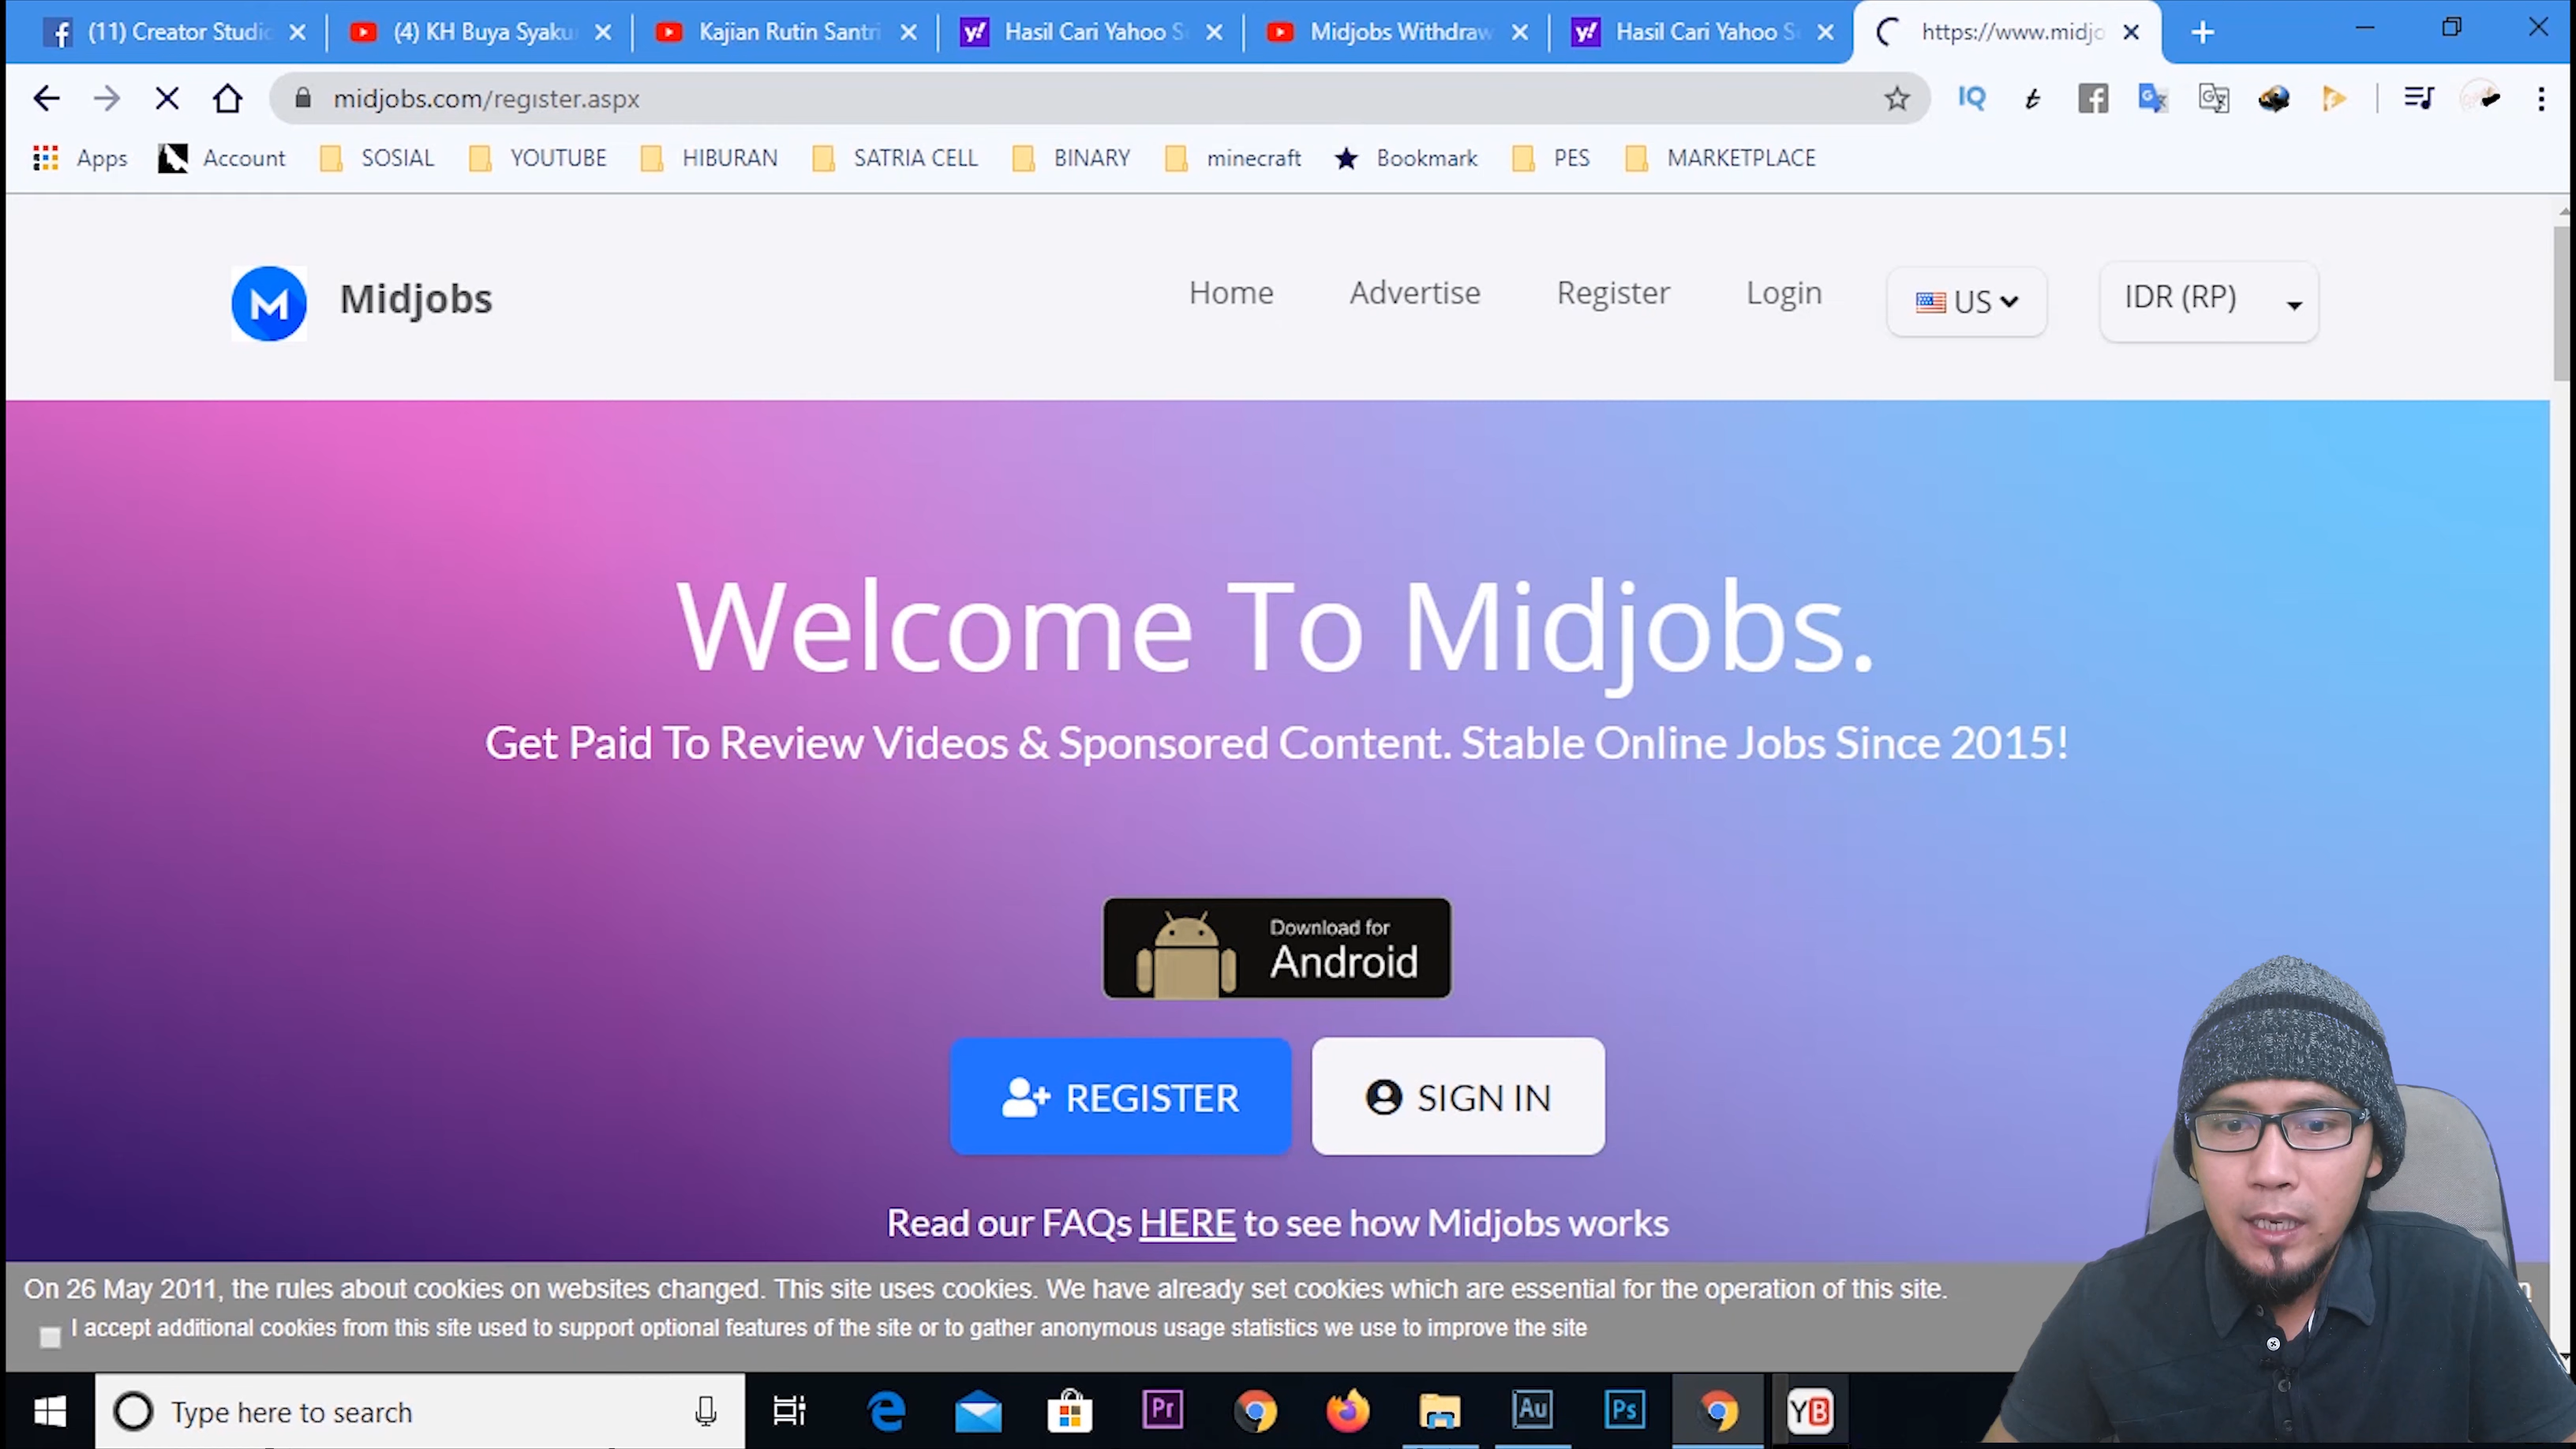 (11) Creator Studio
(4) KH Buya Syaku
Kajian Rutin Santri
Hasil Cari Yahoo S
Midjobs Withdraw
Hasil Cari Yahoo S
https://www.midjo
midjobs.com/register.aspx
IQ
Apps
Account
SOSIAL
YOUTUBE
HIBURAN
SATRIA CELL
BINARY
minecraft
Bookmark
PES
MARKETPLACE
M
Midjobs
Home
Advertise
Register
Login
US
IDR (RP)
Welcome To Midjobs.
Get Paid To Review Videos & Sponsored Content. Stable Online Jobs Since 2015!
Download for
Android
REGISTER
SIGN IN
Read our FAQs HERE to see how Midjobs works
On 26 May 2011, the rules about cookies on websites changed. This site uses cookies. We have already set cookies which are essential for the operation of this site.
I accept additional cookies from this site used to support optional features of the site or to gather anonymous usage statistics we use to improve the site
Type here to search
Pr
Au
Ps
YB